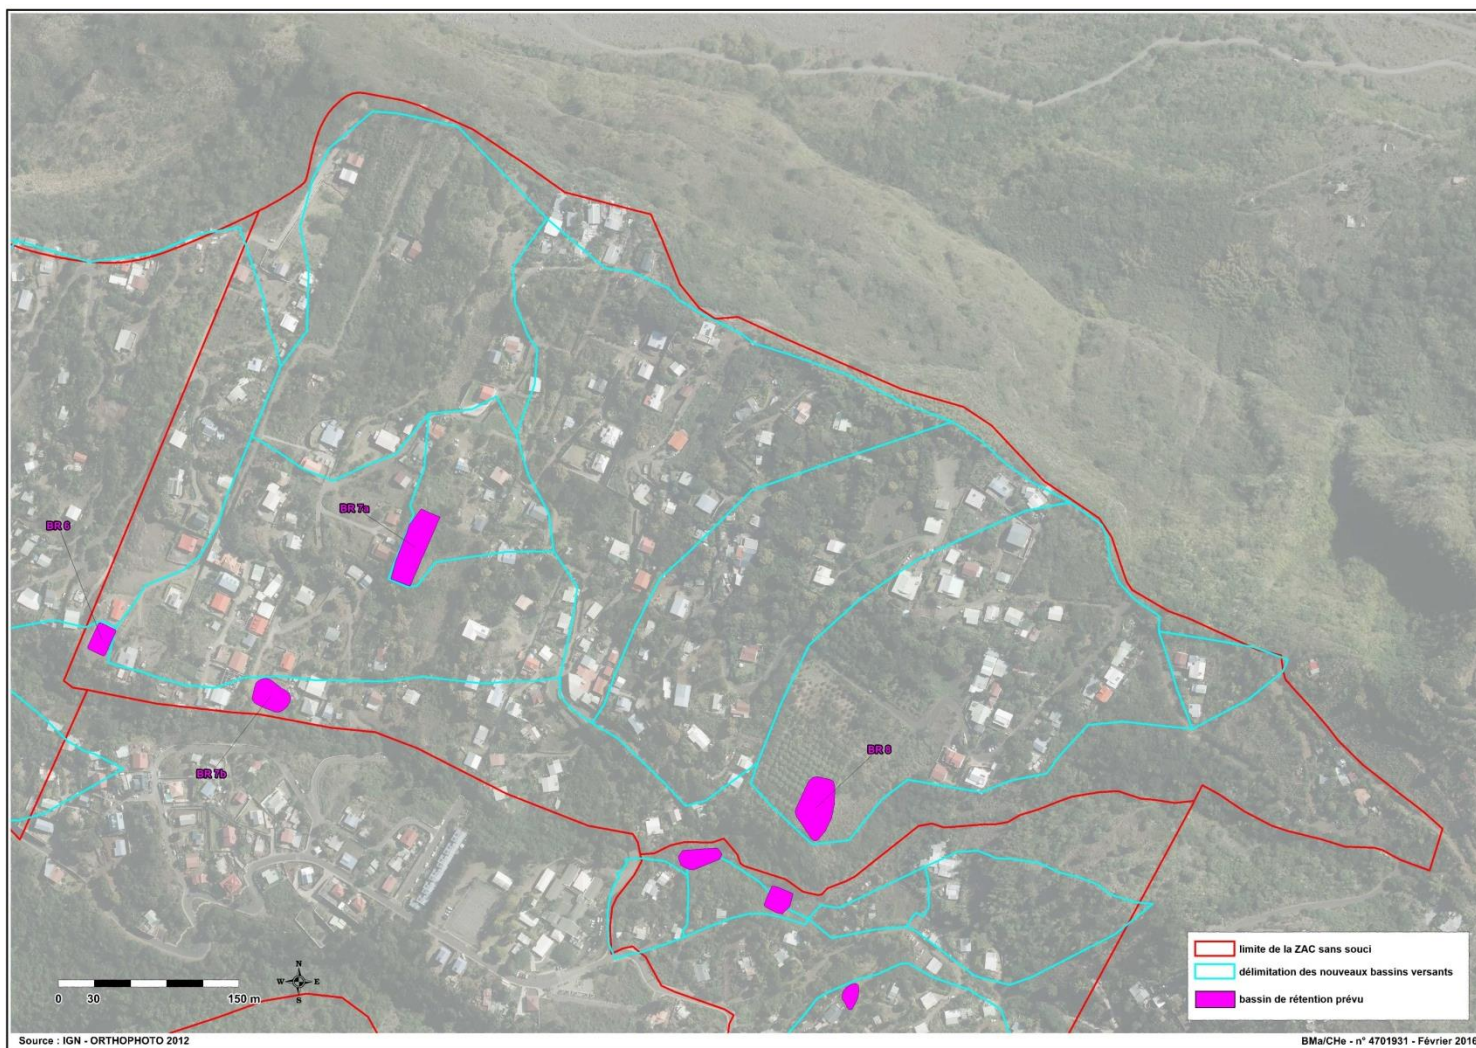 BR 6
BR 7a
BR 7b
BR 8
N
W E
S
0 30 150 m
limite de la ZAC sans souci
délimitation des nouveaux bassins versants
bassin de rétention prévu
Source : IGN - ORTHOPHOTO 2012
BMa/CHe - n° 4701931 - Février 2016